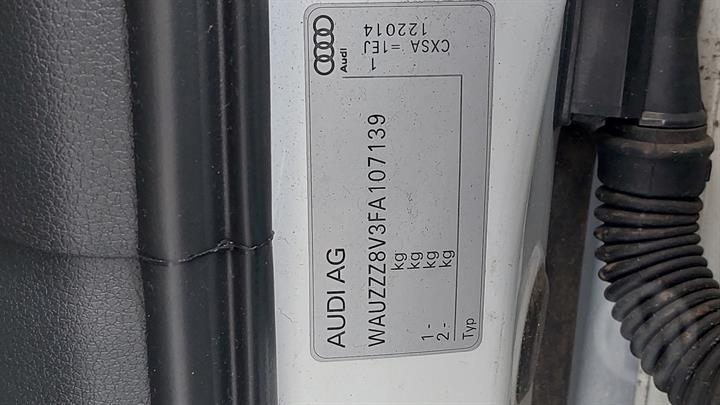 AUDI AG
WAUZZZ8V3FA107139
kg
kg
1- kg
2- kg
Typ
1
CXSA =1EJ
122014
Audi